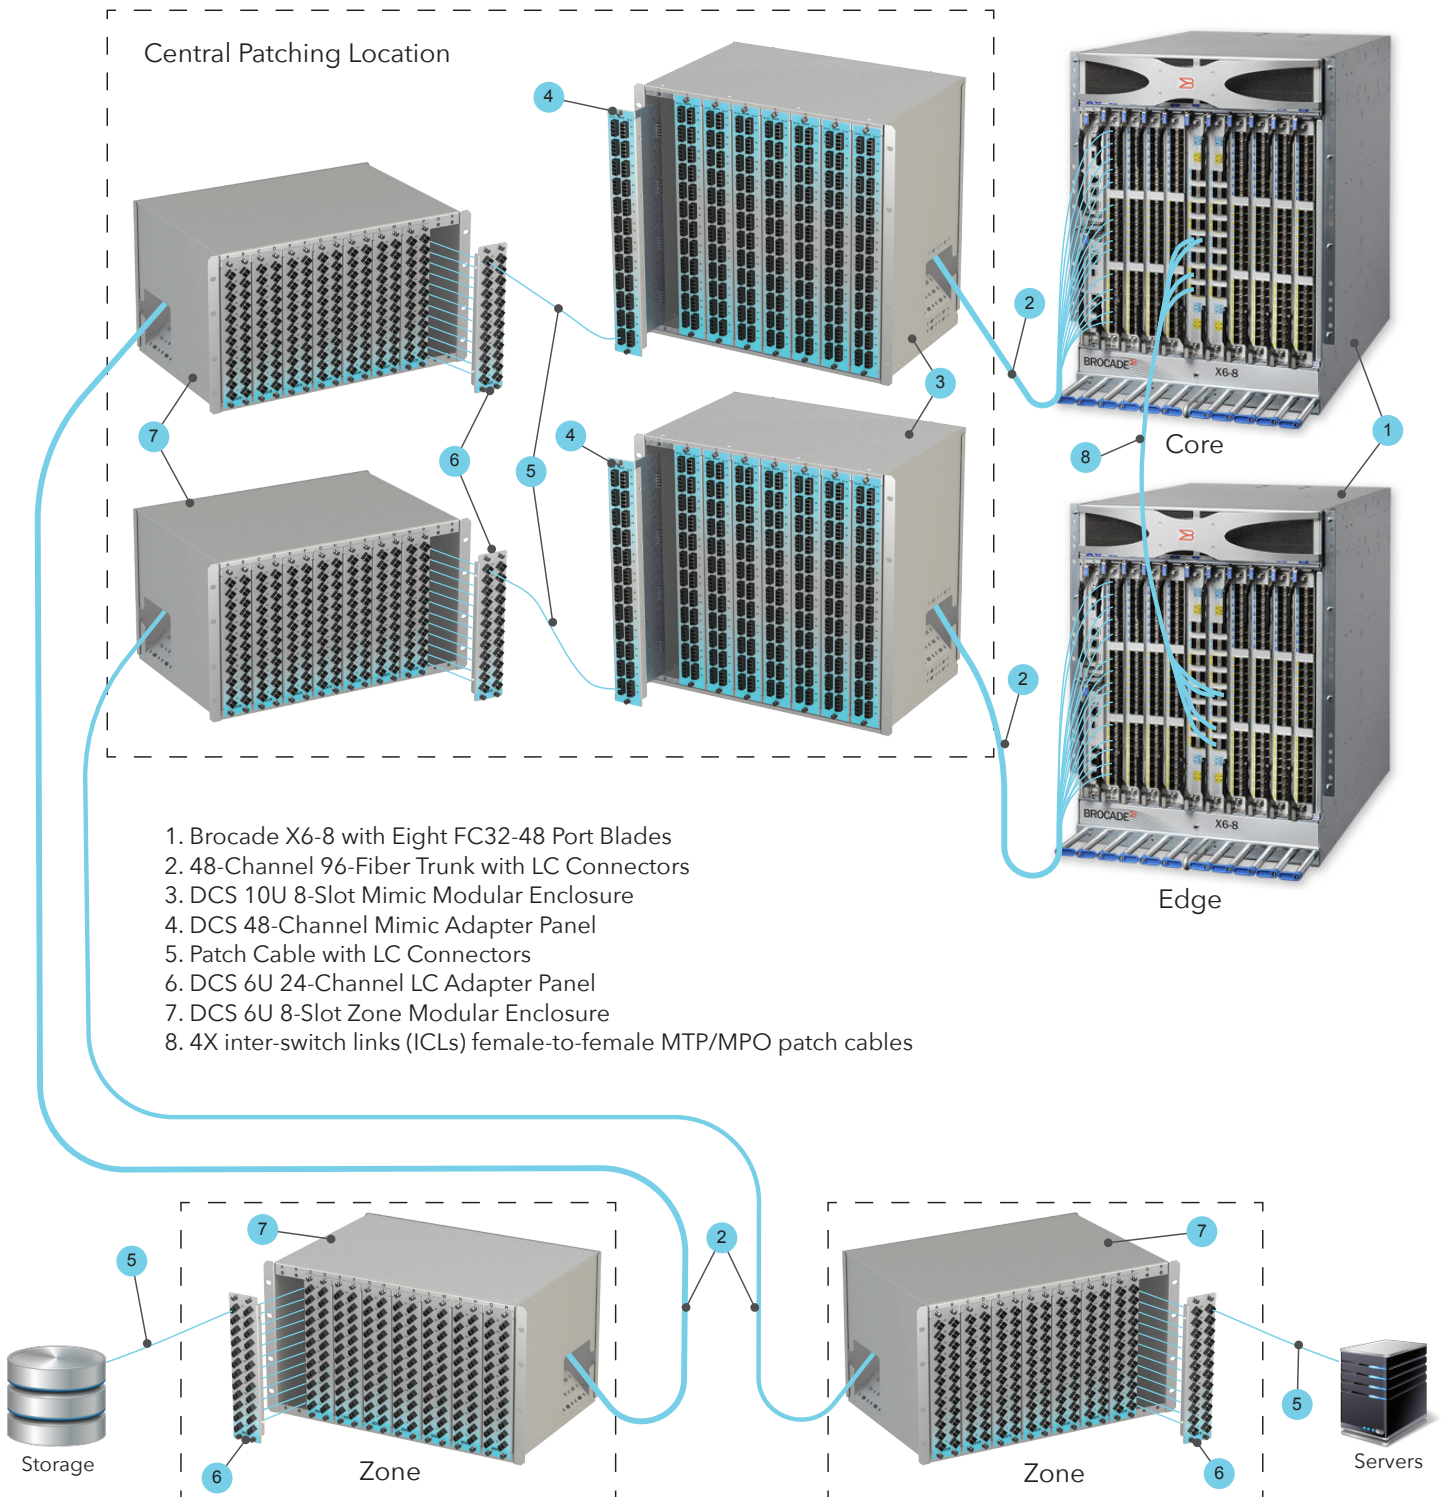 Central Patching Location
4
7
6
5
4
3
2
BROCADE
X6-8
Core
8
1
2
BROCADE
X6-8
Edge
1. Brocade X6-8 with Eight FC32-48 Port Blades
2. 48-Channel 96-Fiber Trunk with LC Connectors
3. DCS 10U 8-Slot Mimic Modular Enclosure
4. DCS 48-Channel Mimic Adapter Panel
5. Patch Cable with LC Connectors
6. DCS 6U 24-Channel LC Adapter Panel
7. DCS 6U 8-Slot Zone Modular Enclosure
8. 4X inter-switch links (ICLs) female-to-female MTP/MPO patch cables
5
7
2
7
5
6
6
Storage
Zone
Zone
Servers